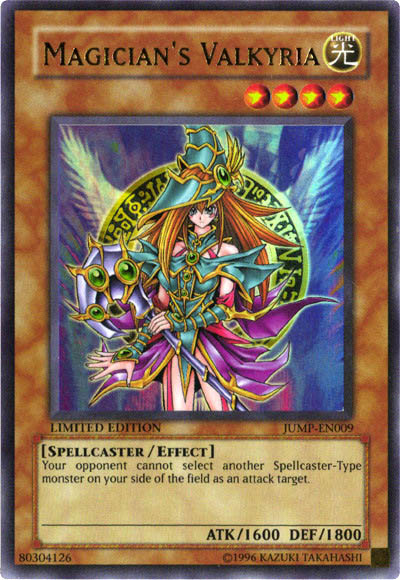 MAGICIAN'S VALKYRIA
LIGHT
光
LIMITED EDITION
JUMP-EN009
[SPELLCASTER / EFFECT]
Your opponent cannot select another Spellcaster-Type
monster on your side of the field as an attack target.
ATK/1600 DEF/1800
80304126
©1996 KAZUKI TAKAHASHI